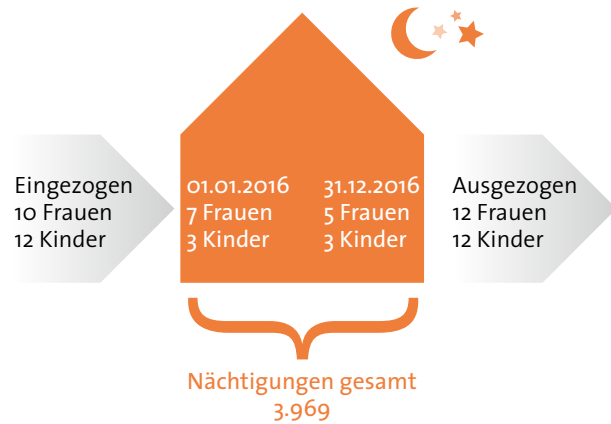 Eingezogen
10 Frauen
12 Kinder
01.01.2016
7 Frauen
3 Kinder
31.12.2016
5 Frauen
3 Kinder
Ausgezogen
12 Frauen
12 Kinder
Nächtigungen gesamt
3.969